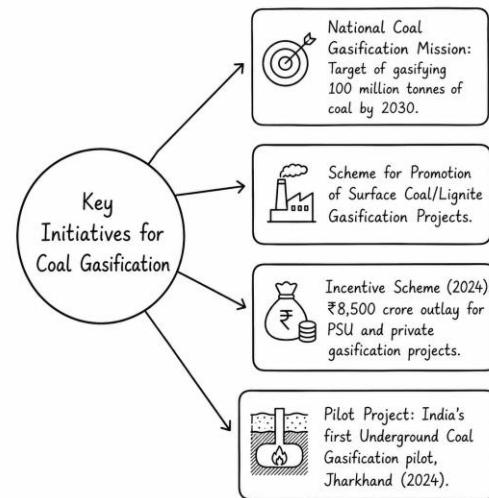 Key
Initiatives for
Coal Gasification
National Coal
Gasification Mission:
Target of gasifying
100 million tonnes of
coal by 2030.
Scheme for Promotion
of Surface Coal/Lignite
Gasification Projects.
Incentive Scheme (2024)
₹8,500 crore outlay for
PSU and private
gasification projects.
₹
Pilot Project: India's
first Underground Coal
Gasification pilot,
Jharkhand (2024).